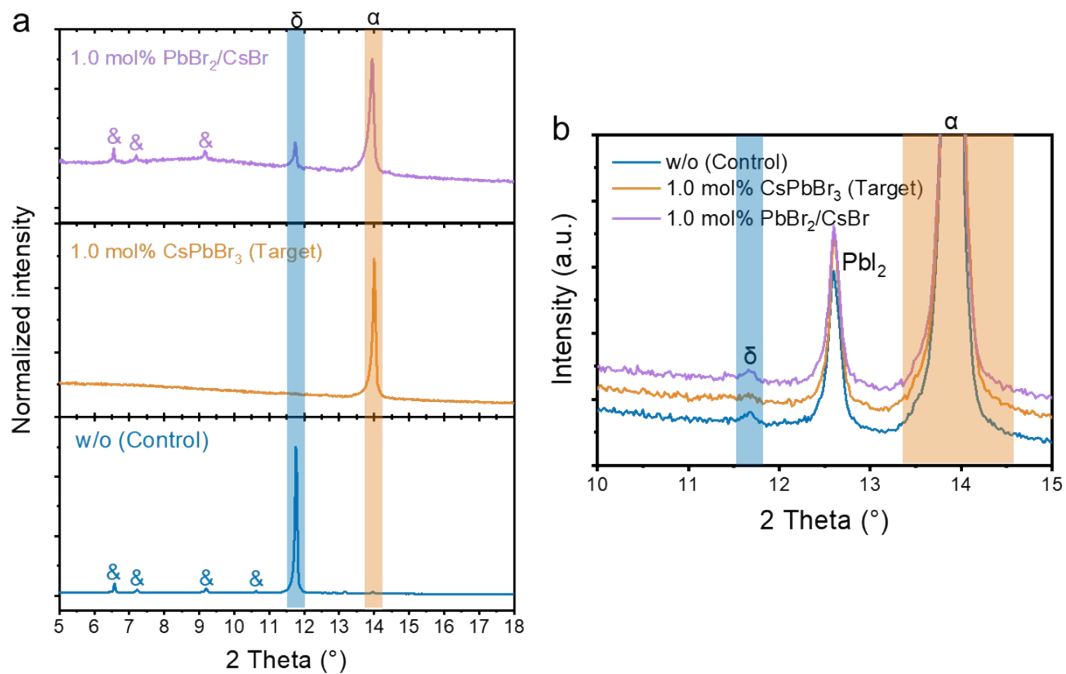 a
δ
α
1.0 mol% PbBr₂/CsBr
& & &
1.0 mol% CsPbBr₃ (Target)
w/o (Control)
& & & &
Normalized intensity
5 6 7 8 9 10 11 12 13 14 15 16 17 18
2 Theta (°)
b
α
w/o (Control)
1.0 mol% CsPbBr₃ (Target)
1.0 mol% PbBr₂/CsBr
PbI₂
δ
Intensity (a.u.)
10 11 12 13 14 15
2 Theta (°)